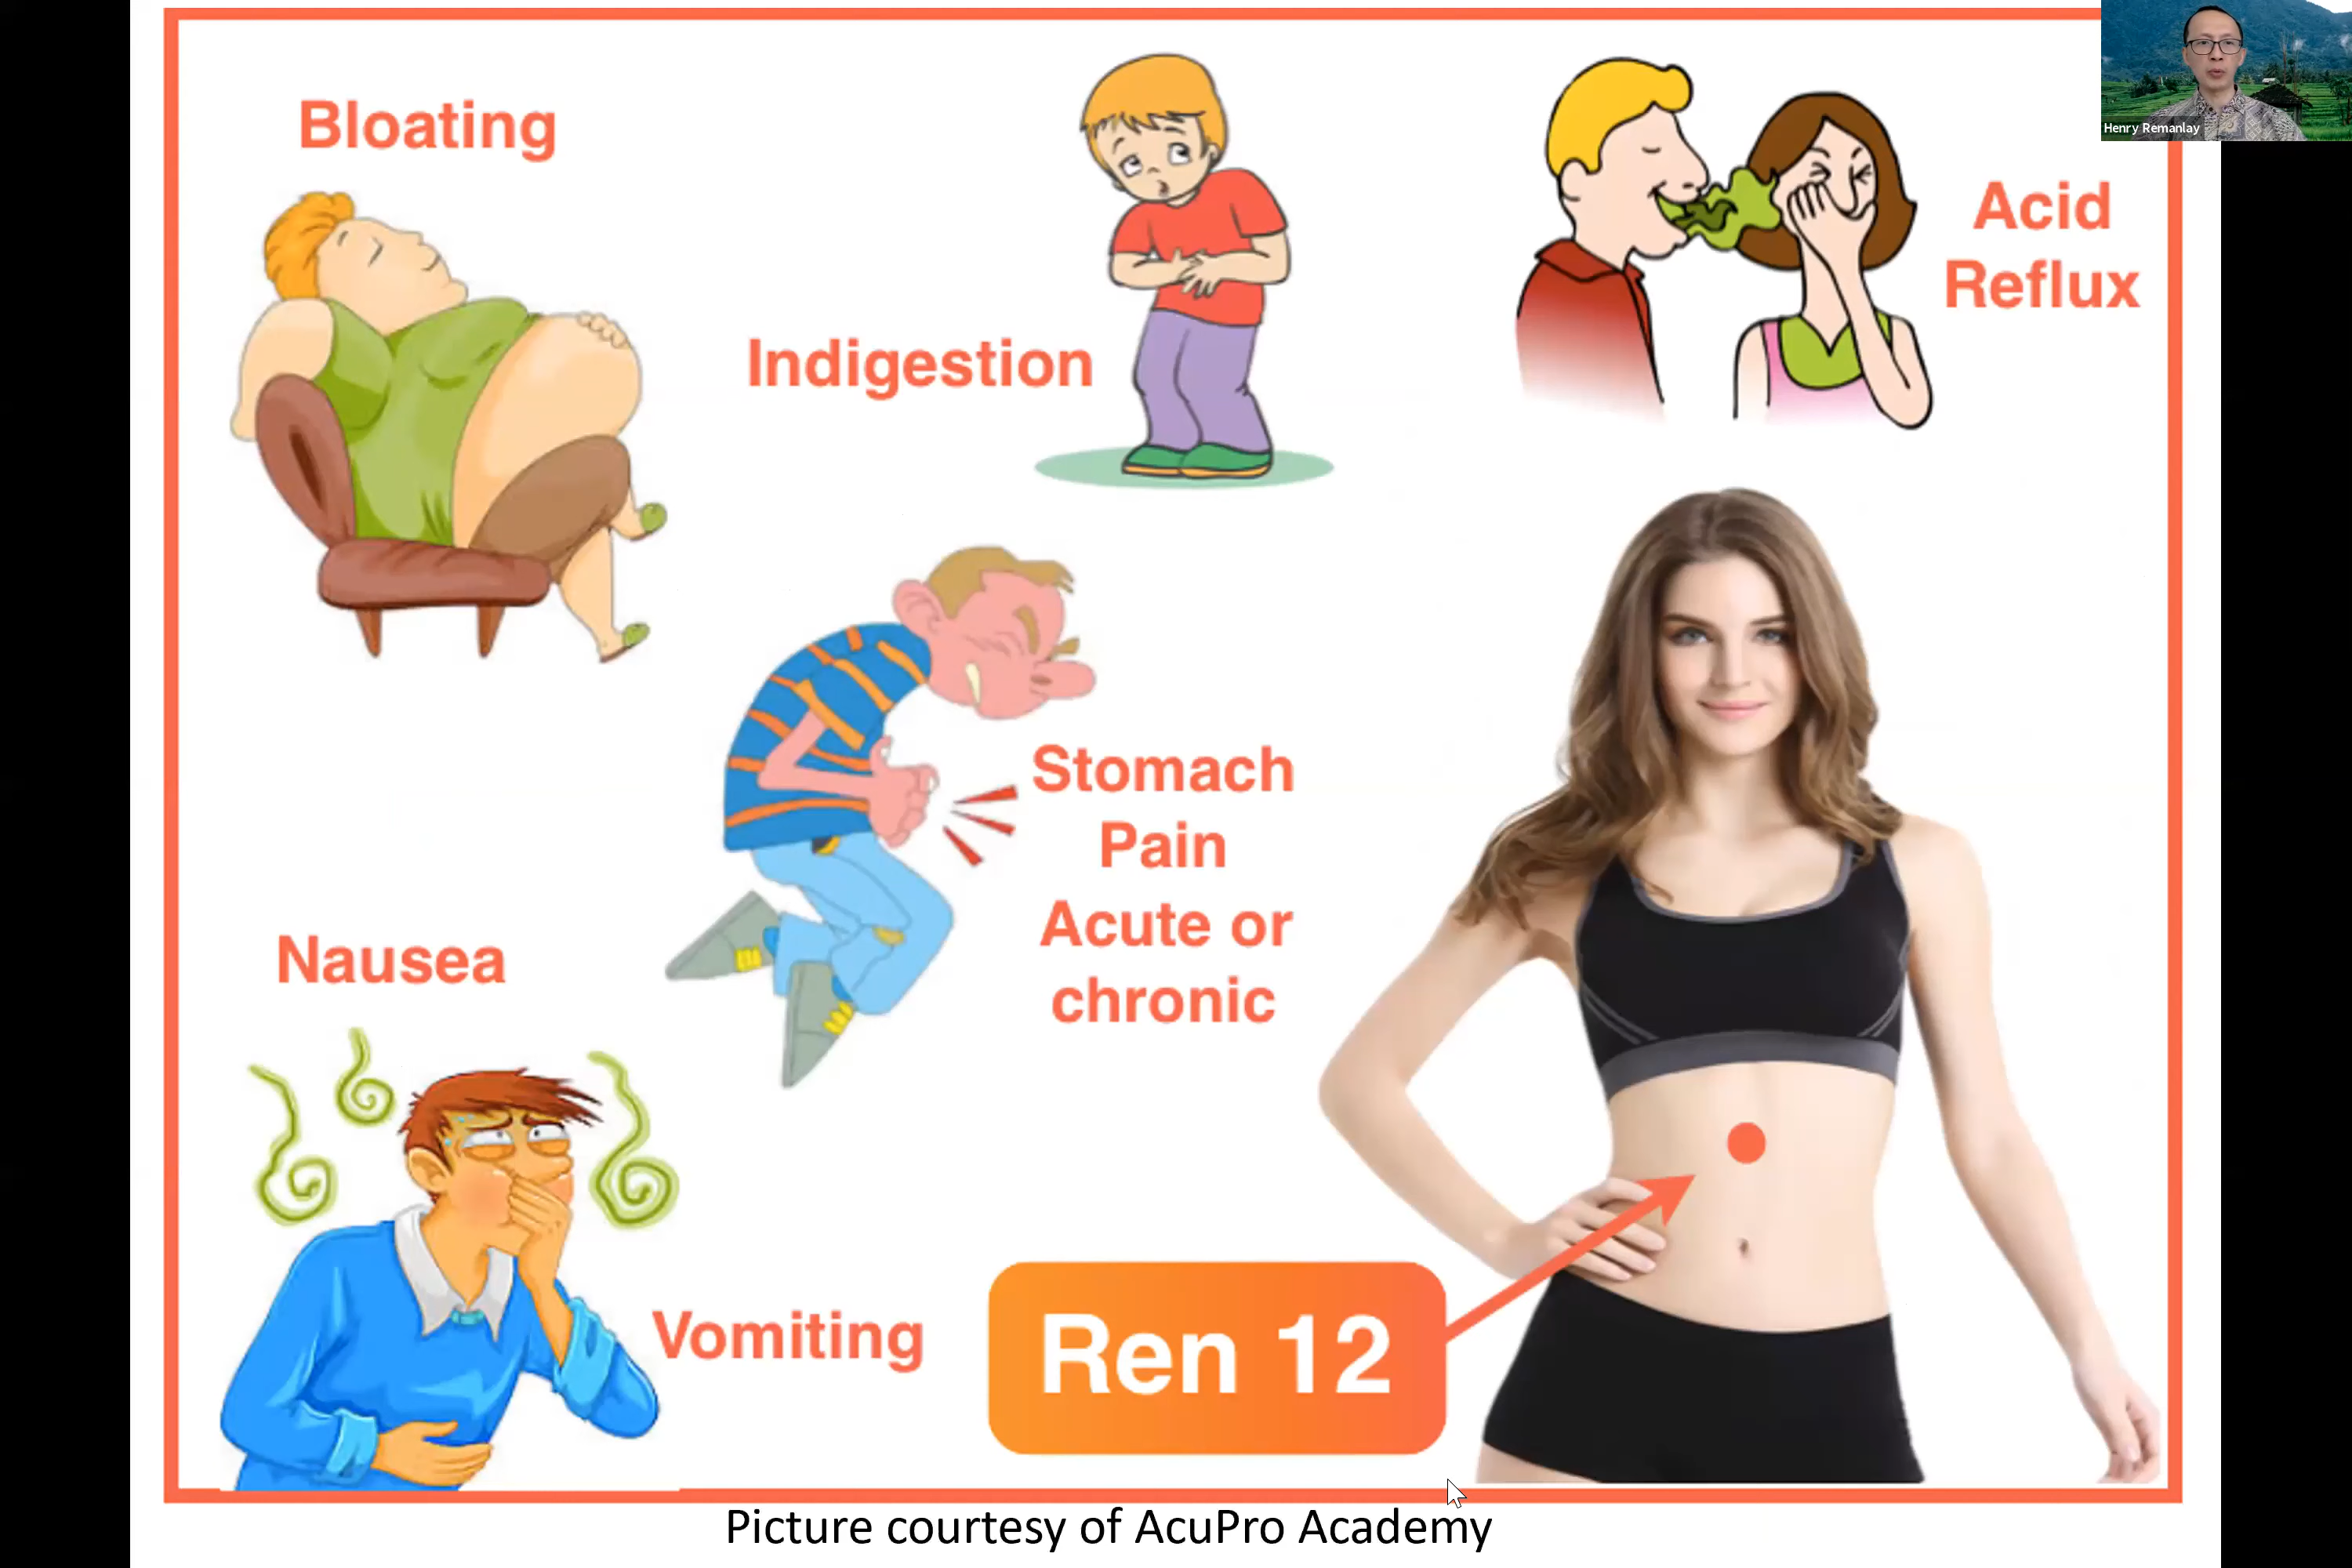 Henry Remanlay
Bloating
Indigestion
Acid
Reflux
Stomach
Pain
Acute or
chronic
Nausea
Vomiting
Ren 12
Picture courtesy of AcuPro Academy